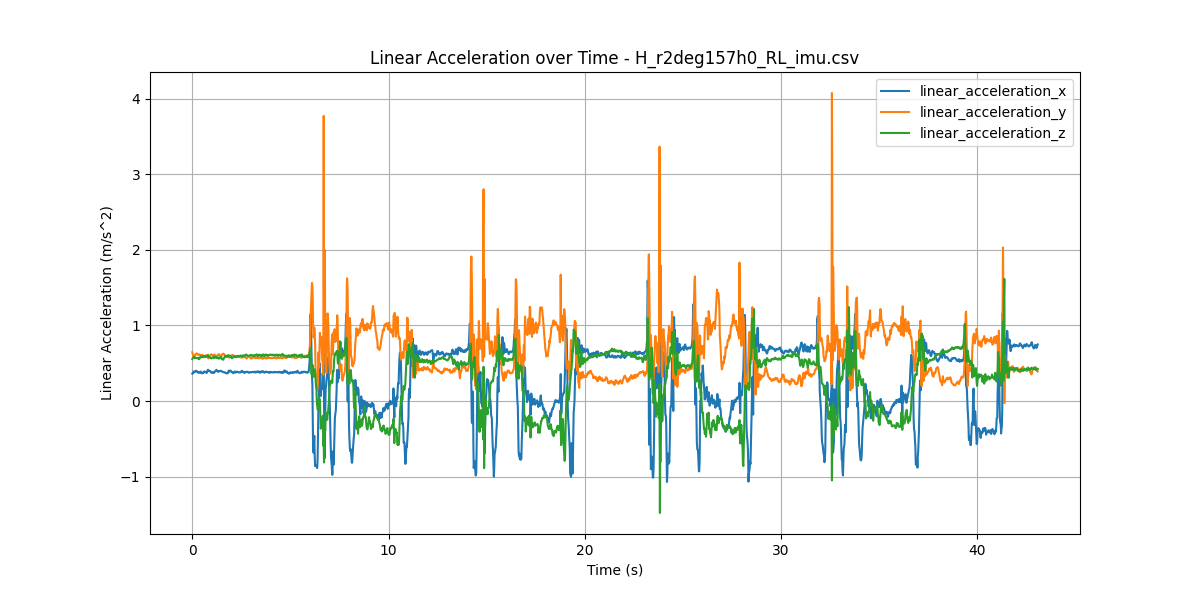 Linear Acceleration over Time - H_r2deg157h0_RL_imu.csv
linear_acceleration_x
linear_acceleration_y
linear_acceleration_z
Linear Acceleration (m/s^2)
4
3
2
1
0
−1
0 10 20 30 40
Time (s)